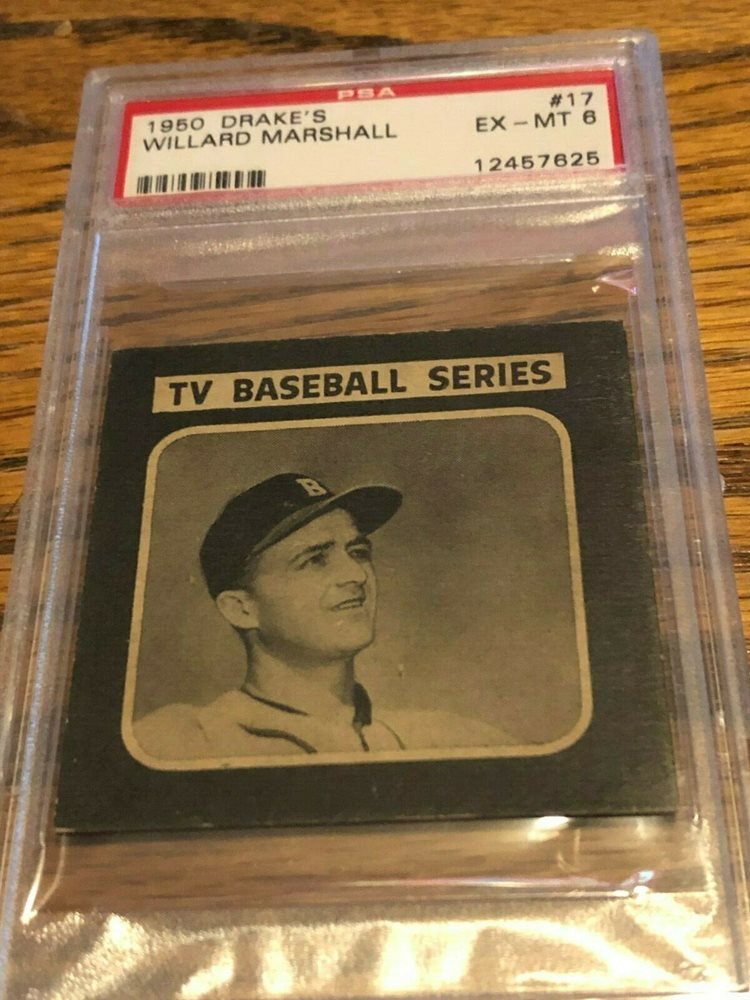 PSA
1950 DRAKE'S #17
WILLARD MARSHALL EX - MT 6
12457625
TV BASEBALL SERIES
B